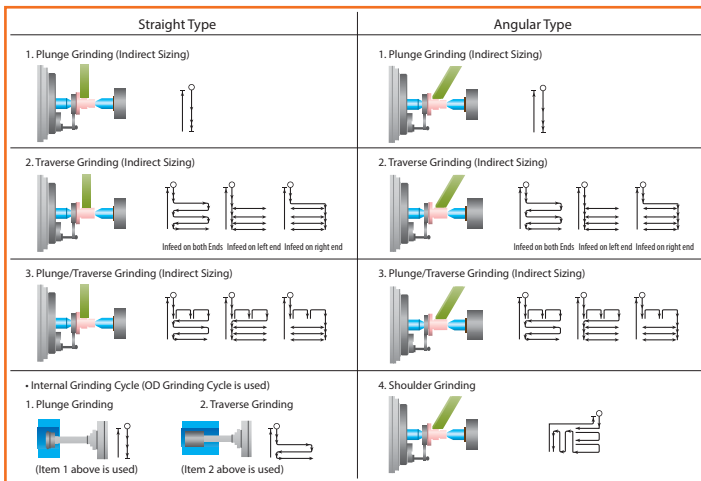 Straight Type
Angular Type
1. Plunge Grinding (Indirect Sizing)
1. Plunge Grinding (Indirect Sizing)
2. Traverse Grinding (Indirect Sizing)
Infeed on both Ends Infeed on left end Infeed on right end
2. Traverse Grinding (Indirect Sizing)
Infeed on both Ends Infeed on left end Infeed on right end
3. Plunge/Traverse Grinding (Indirect Sizing)
3. Plunge/Traverse Grinding (Indirect Sizing)
• Internal Grinding Cycle (OD Grinding Cycle is used)
1. Plunge Grinding
2. Traverse Grinding
(Item 1 above is used)
(Item 2 above is used)
4. Shoulder Grinding